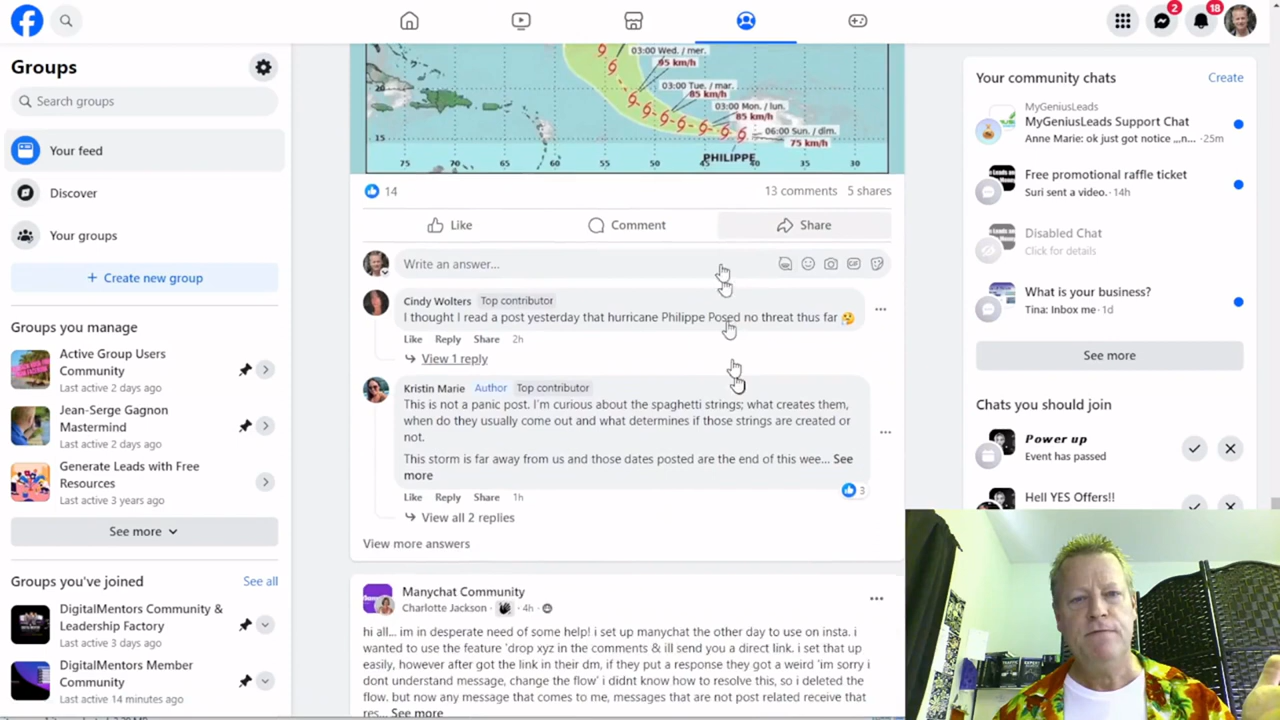 2
18
Groups
Search groups
Your feed
Discover
Your groups
+ Create new group
Groups you manage
Active Group Users
Community
Last active 2 days ago
Jean-Serge Gagnon
Mastermind
Last active 2 days ago
Generate Leads with Free
Resources
Last active 3 years ago
See more
Groups you've joined
See all
DigitalMentors Community &
Leadership Factory
Last active 3 days ago
DigitalMentors Member
Community
Last active 14 minutes ago
03:00 Wed. / mer.
95 km/h
03:00 Tue. / mar.
85 km/h
03:00 Mon. / lun.
85 km/h
06:00 Sun. / dim.
75 km/h
20
15
PHILIPPE
75 70 65 60 55 50 45 40 35 30
14
13 comments 5 shares
Like
Comment
Share
Write an answer...
Cindy Wolters Top contributor
I thought I read a post yesterday that hurricane Philippe Posed no threat thus far 🤔
Like Reply Share 2h
View 1 reply
Kristin Marie Author Top contributor
This is not a panic post. I'm curious about the spaghetti strings; what creates them,
when do they usually come out and what determines if those strings are created or
not.
This storm is far away from us and those dates posted are the end of this wee... See
more
3
Like Reply Share 1h
View all 2 replies
View more answers
Manychat Community
Charlotte Jackson · 4h ·
hi all... im in desperate need of some help! i set up manychat the other day to use on insta. i
wanted to use the feature 'drop xyz in the comments & ill send you a direct link. i set that up
easily, however after got the link in their dm, if they put a response they got a weird 'im sorry i
dont understand message, change the flow' i didnt know how to resolve this, so i deleted the
flow. but now any message that comes to me, messages that are not post related receive that
res... See more
Your community chats
Create
MyGeniusLeads
MyGeniusLeads Support Chat
Anne Marie: ok just got notice ,,,n... · 25m
Free promotional raffle ticket
Suri sent a video. · 14h
Disabled Chat
Click for details
What is your business?
Tina: Inbox me · 1d
See more
Chats you should join
Power up
Event has passed
Hell YES Offers!!